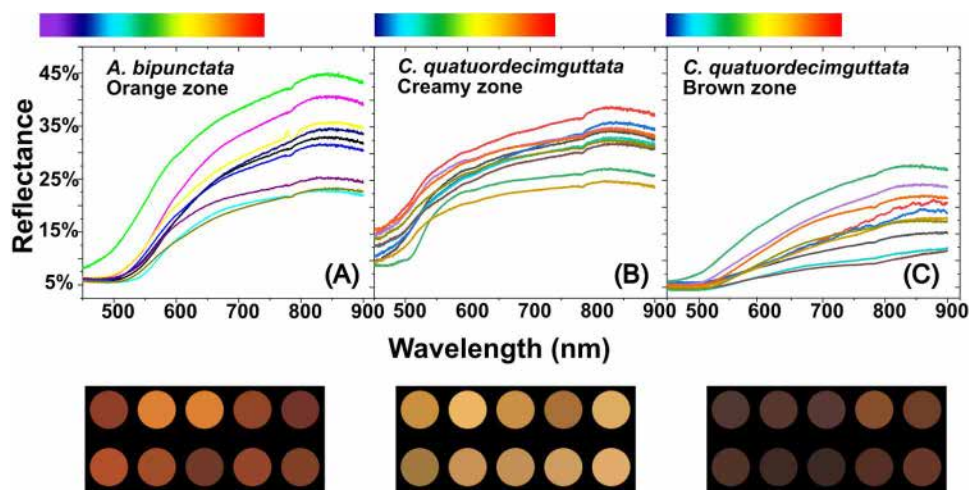 A. bipunctata
Orange zone
C. quatuordecimguttata
Creamy zone
C. quatuordecimguttata
Brown zone
Reflectance
45%
35%
25%
15%
5%
(A)
(B)
(C)
500 600 700 800 900
500 600 700 800 900
500 600 700 800 900
Wavelength (nm)